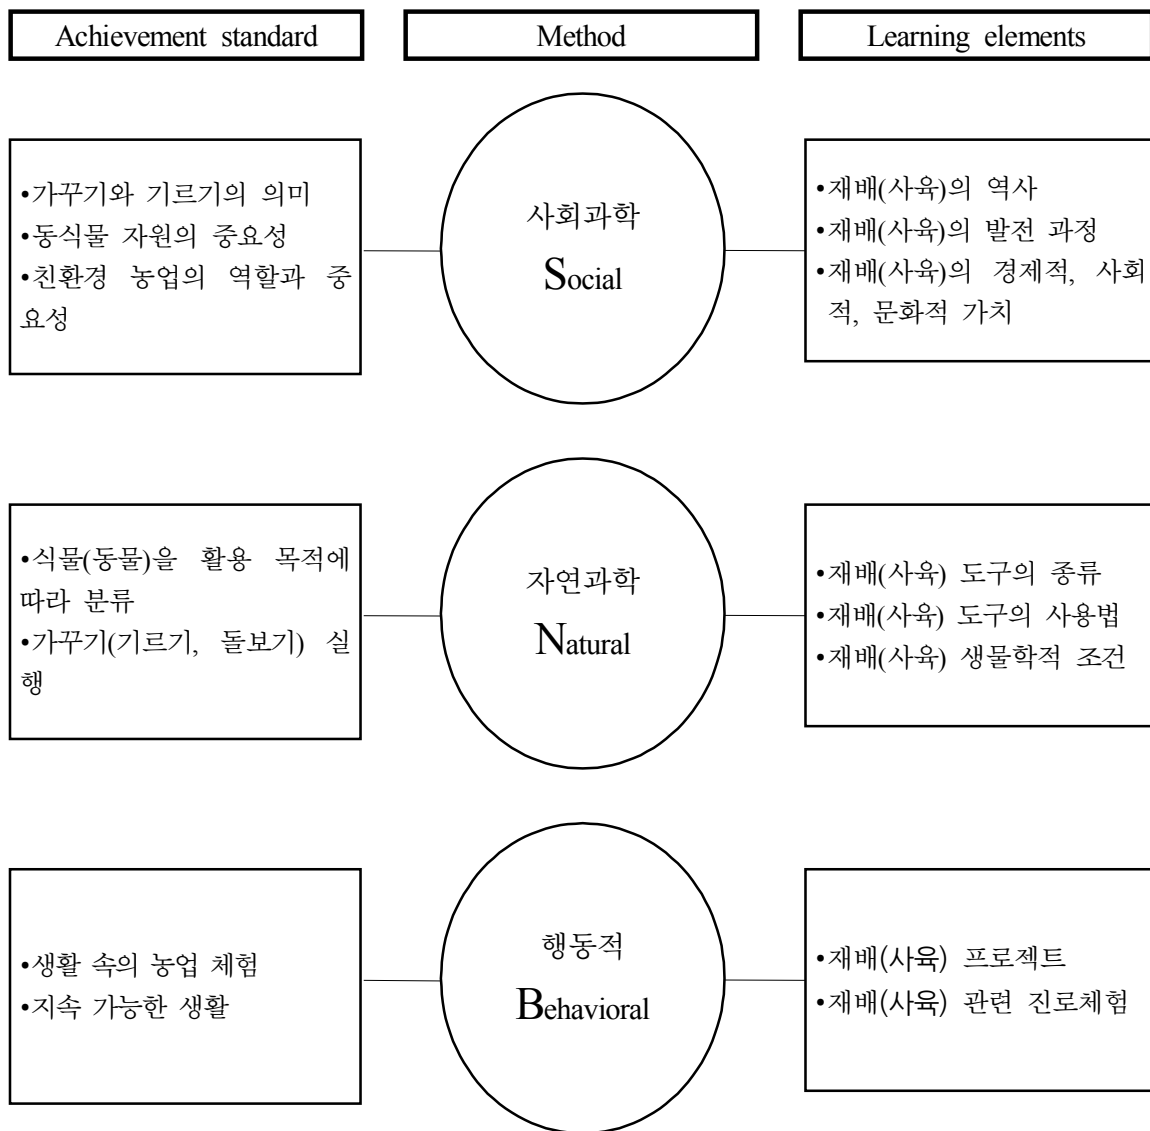 Achievement standard
Method
Learning elements
•가꾸기와 기르기의 의미
•동식물 자원의 중요성
•친환경 농업의 역할과 중
요성
사회과학
Social
•재배(사육)의 역사
•재배(사육)의 발전 과정
•재배(사육)의 경제적, 사회
적, 문화적 가치
•식물(동물)을 활용 목적에
따라 분류
•가꾸기(기르기, 돌보기) 실
행
자연과학
Natural
•재배(사육) 도구의 종류
•재배(사육) 도구의 사용법
•재배(사육) 생물학적 조건
•생활 속의 농업 체험
•지속 가능한 생활
행동적
Behavioral
•재배(사육) 프로젝트
•재배(사육) 관련 진로체험